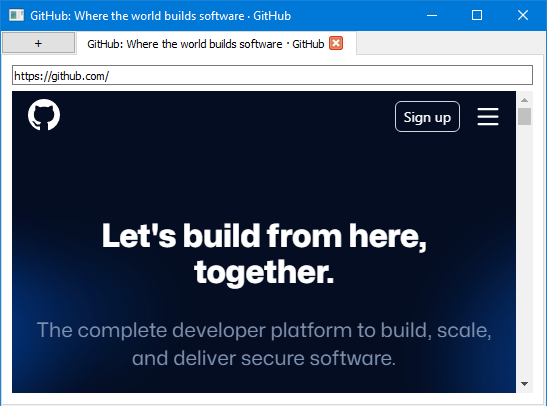 GitHub: Where the world builds software · GitHub
+
GitHub: Where the world builds software · GitHub
https://github.com/
Sign up
Let's build from here,
together.
The complete developer platform to build, scale,
and deliver secure software.